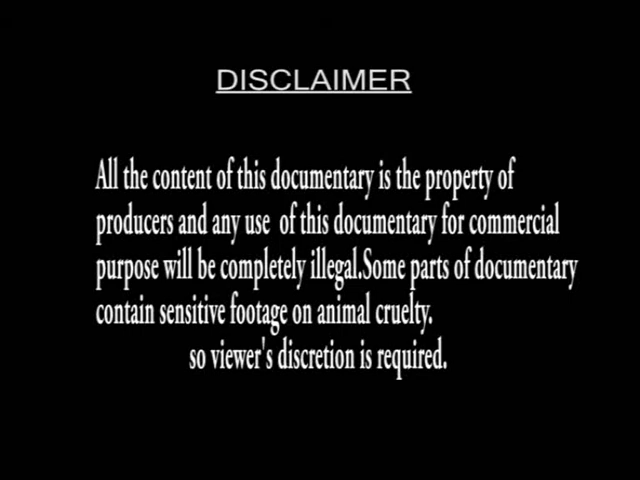 DISCLAIMER
All the content of this documentary is the property of
producers and any use of this documentary for commercial
purpose will be completely illegal.Some parts of documentary
contain sensitive footage on animal cruelty.
so viewer's discretion is required.